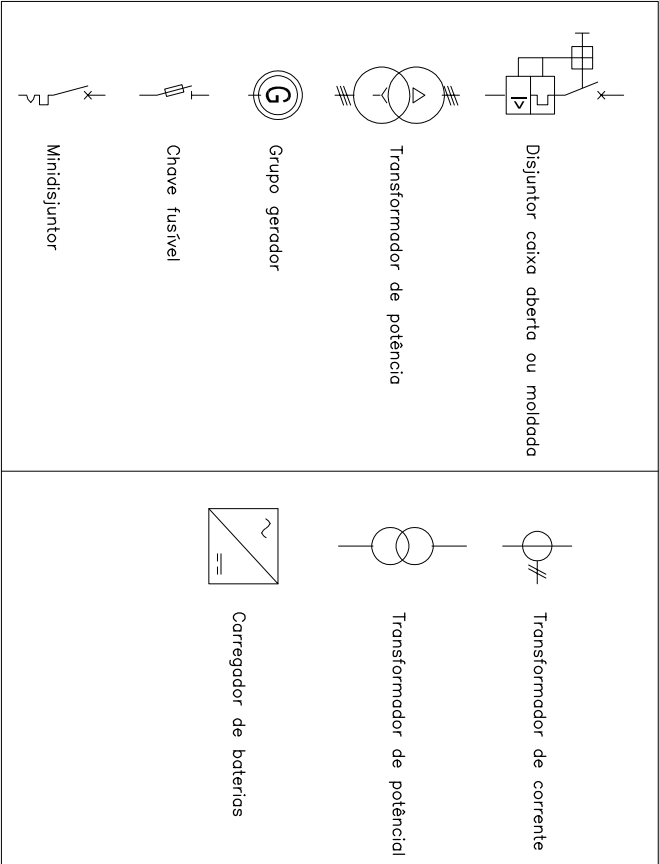 Disjuntor caixa aberta ou moldada
I>
Transformador de potência
G
Grupo gerador
Chave fusível
Minidisjuntor
Transformador de corrente
Transformador de potêncial
Carregador de baterias